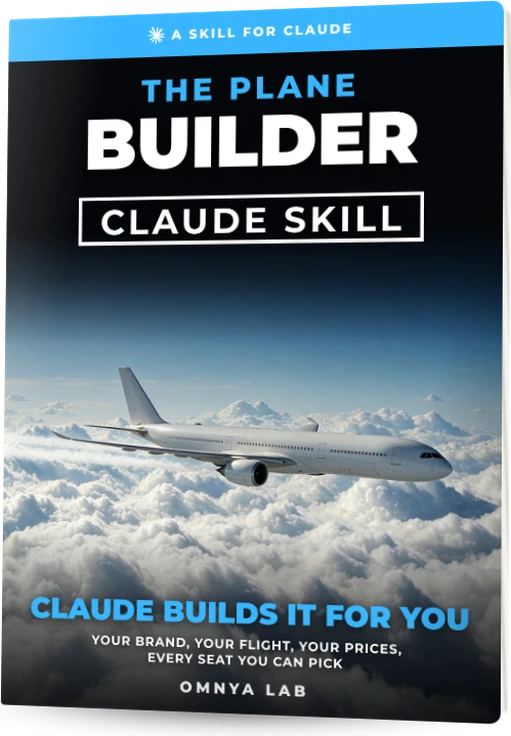 A SKILL FOR CLAUDE
THE PLANE
BUILDER
CLAUDE SKILL
CLAUDE BUILDS IT FOR YOU
YOUR BRAND, YOUR FLIGHT, YOUR PRICES,
EVERY SEAT YOU CAN PICK
OMNYA LAB